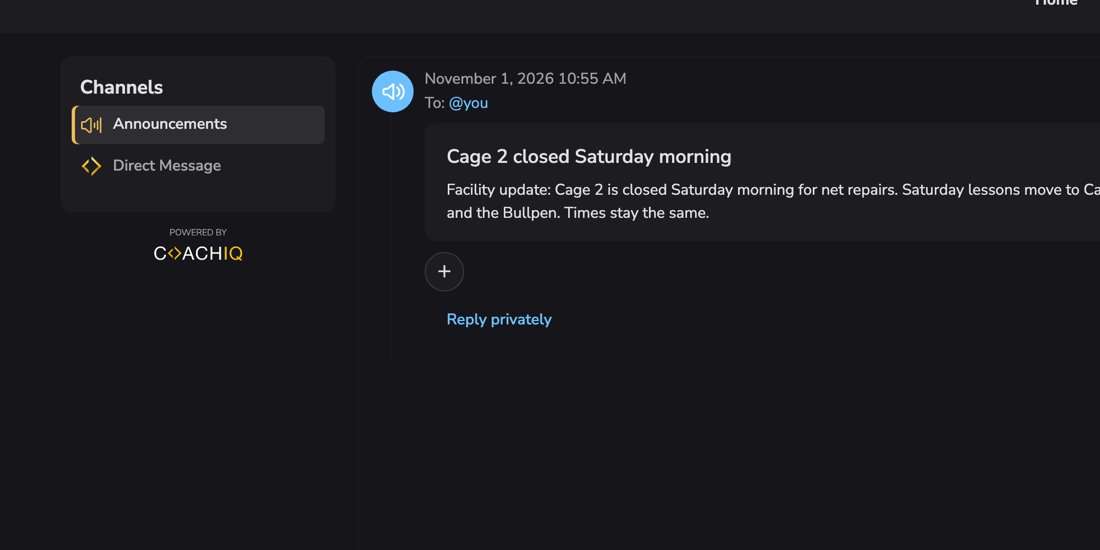 Home
Channels
Announcements
Direct Message
POWERED BY
COACHIQ
November 1, 2026 10:55 AM
To: @you
Cage 2 closed Saturday morning
Facility update: Cage 2 is closed Saturday morning for net repairs. Saturday lessons move to
and the Bullpen. Times stay the same.
Reply privately